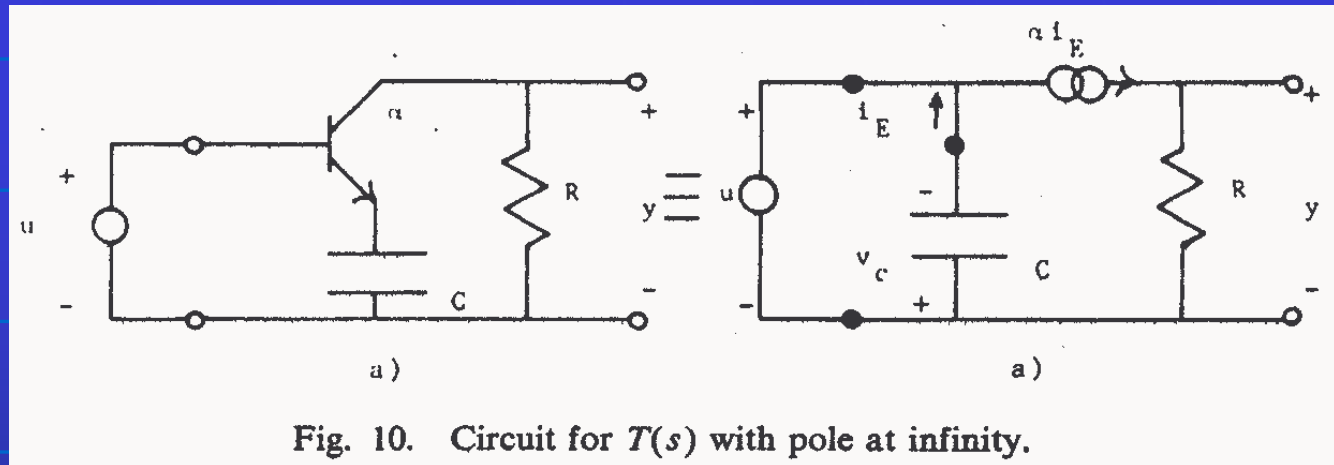 α i_E
α
+
+
i_E
+
+
R
R
u
y
u
-
y
v_c
C
C
-
-
-
+
-
a)
a)
Fig. 10. Circuit for T(s) with pole at infinity.